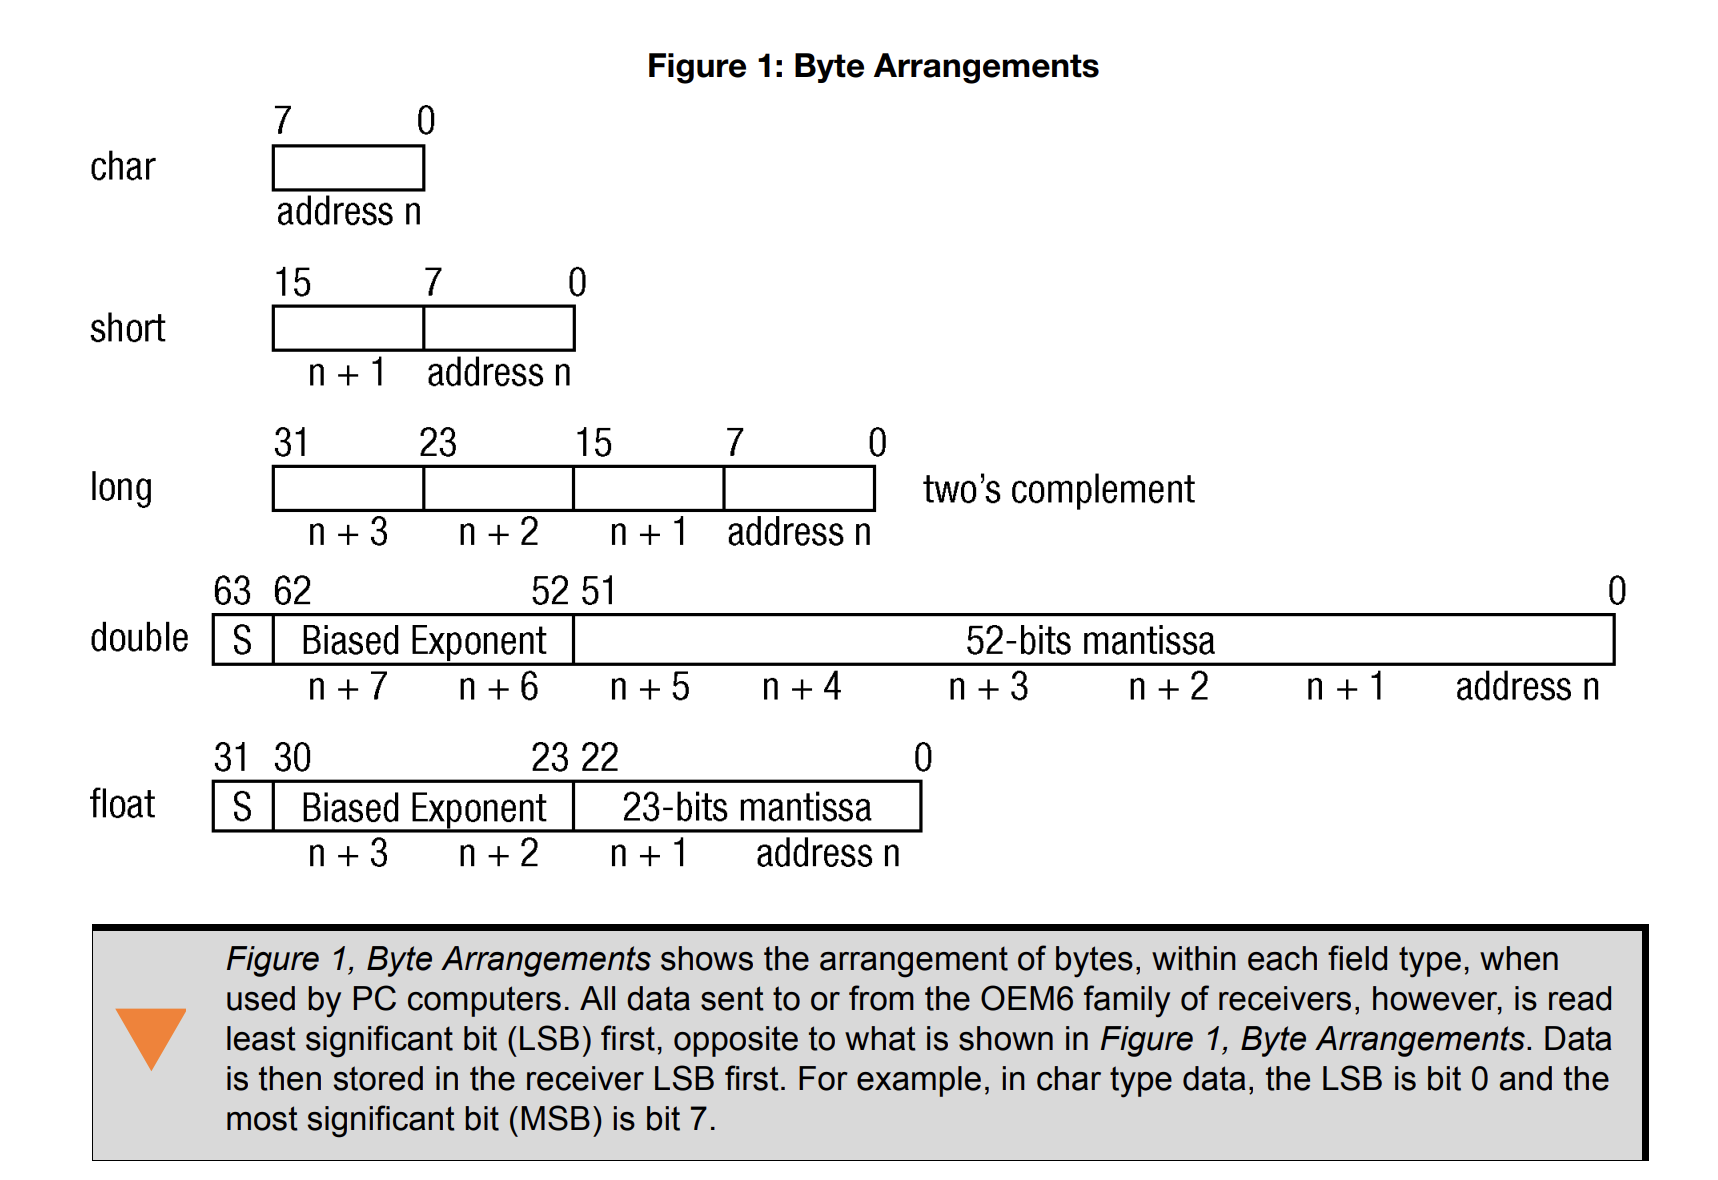 Figure 1: Byte Arrangements
7 0
char
address n
15 7 0
short
n + 1 address n
31 23 15 7 0
long two’s complement
n + 3 n + 2 n + 1 address n
63 62 52 51 0
double S Biased Exponent 52-bits mantissa
n + 7 n + 6 n + 5 n + 4 n + 3 n + 2 n + 1 address n
31 30 23 22 0
float S Biased Exponent 23-bits mantissa
n + 3 n + 2 n + 1 address n
Figure 1, Byte Arrangements shows the arrangement of bytes, within each field type, when
used by PC computers. All data sent to or from the OEM6 family of receivers, however, is read
least significant bit (LSB) first, opposite to what is shown in Figure 1, Byte Arrangements. Data
is then stored in the receiver LSB first. For example, in char type data, the LSB is bit 0 and the
most significant bit (MSB) is bit 7.